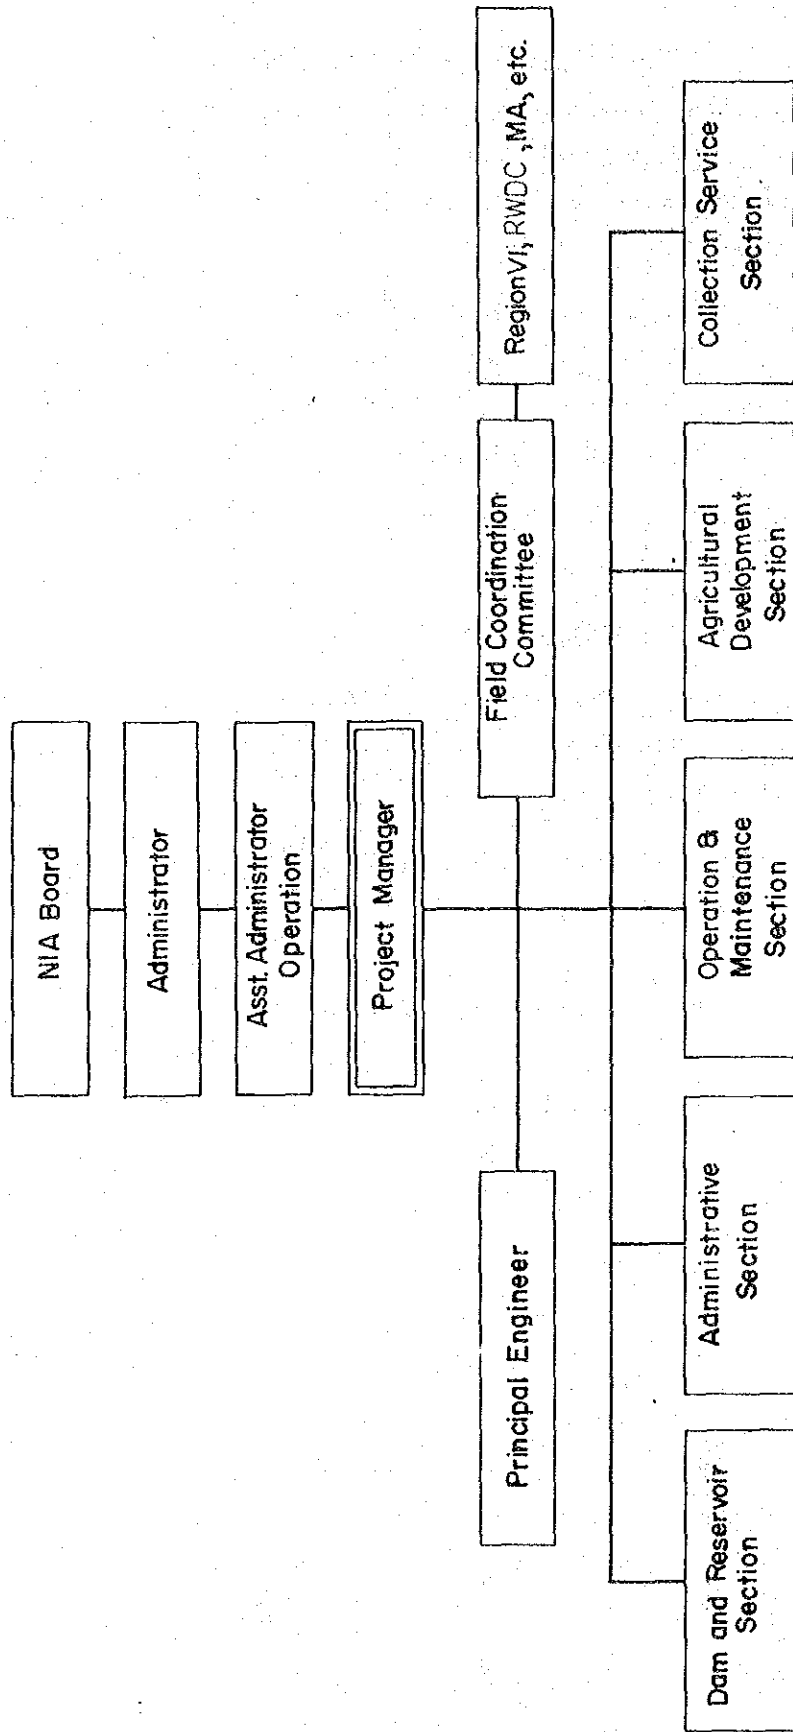 NIA Board
Administrator
Asst. Administrator
Operation
Project Manager
Principal Engineer
Field Coordination
Committee
Region VI, RWDC, MA, etc.
Dam and Reservoir
Section
Administrative
Section
Operation &
Maintenance
Section
Agricultural
Development
Section
Collection Service
Section